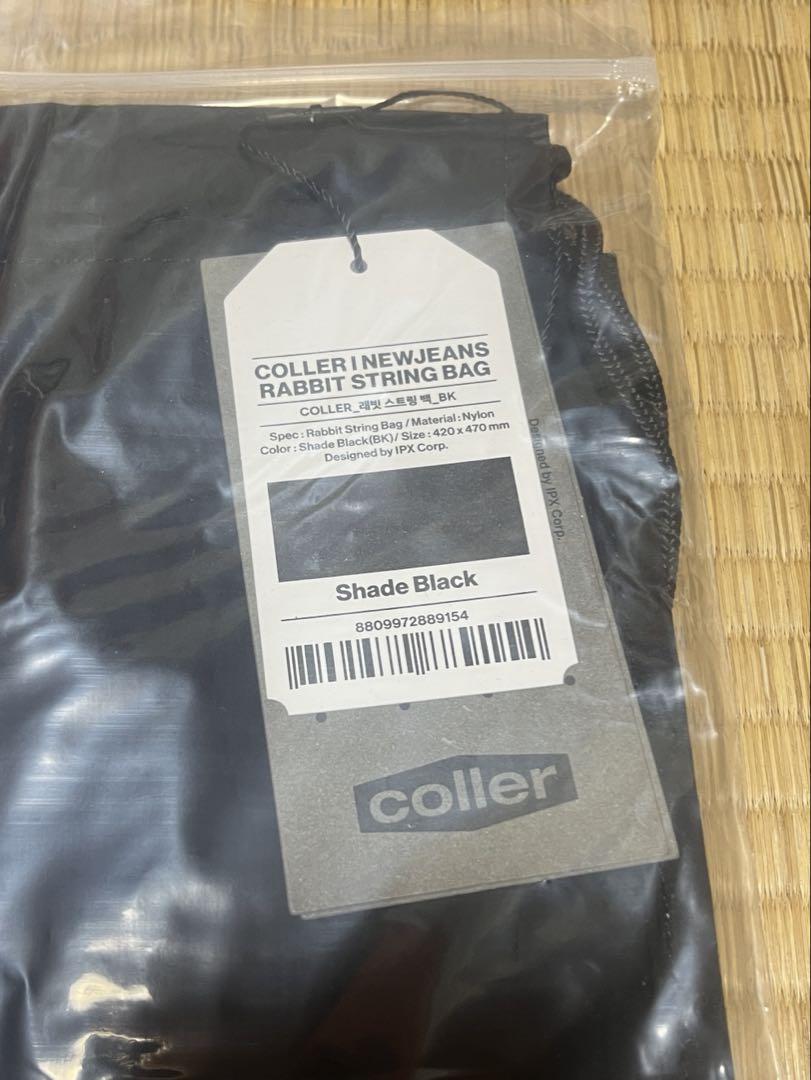 COLLER I NEWJEANS
RABBIT STRING BAG
COLLER_래빗 스트링 백_BK
Spec : Rabbit String Bag / Material : Nylon
Color : Shade Black(BK) / Size : 420 x 470 mm
Designed by IPX Corp.
Designed by IPX Corp.
Shade Black
8809972889154
coller